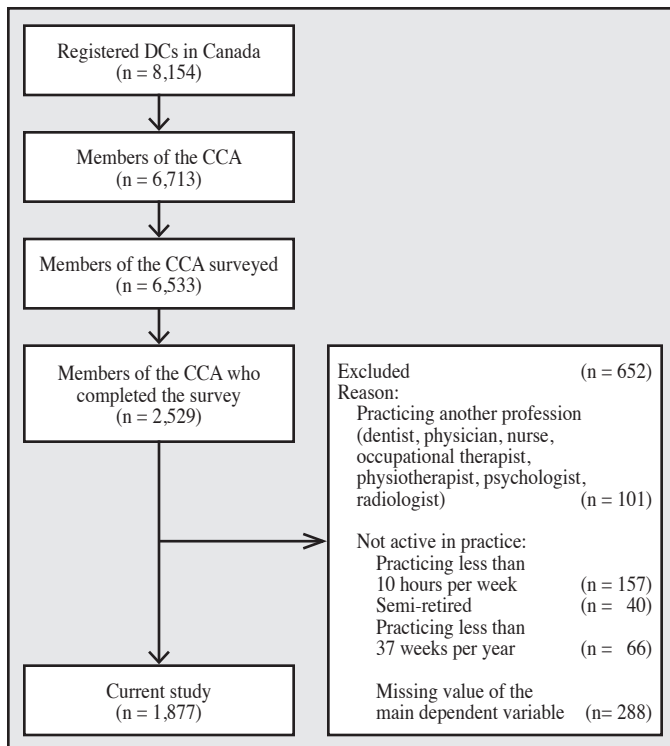 Registered DCs in Canada
(n = 8,154)
Members of the CCA
(n = 6,713)
Members of the CCA surveyed
(n = 6,533)
Members of the CCA who
completed the survey
(n = 2,529)
Excluded (n = 652)
Reason:
Practicing another profession
(dentist, physician, nurse,
occupational therapist,
physiotherapist, psychologist,
radiologist) (n = 101)
Not active in practice:
Practicing less than
10 hours per week (n = 157)
Semi-retired (n = 40)
Practicing less than
37 weeks per year (n = 66)
Missing value of the
main dependent variable (n= 288)
Current study
(n = 1,877)